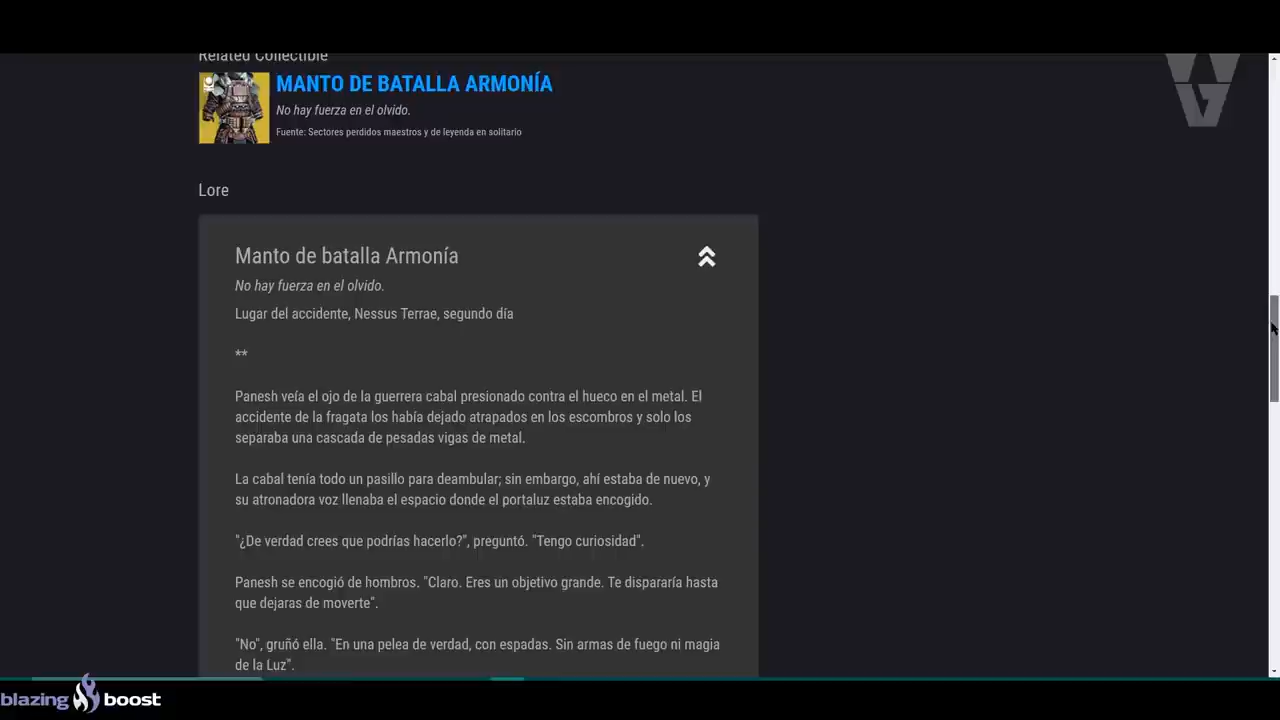 Related Collectible
MANTO DE BATALLA ARMONÍA
No hay fuerza en el olvido.
Fuente: Sectores perdidos maestros y de leyenda en solitario
Lore
Manto de batalla Armonía
No hay fuerza en el olvido.
Lugar del accidente, Nessus Terrae, segundo día
**
Panesh veía el ojo de la guerrera cabal presionado contra el hueco en el metal. El
accidente de la fragata los había dejado atrapados en los escombros y solo los
separaba una cascada de pesadas vigas de metal.
La cabal tenía todo un pasillo para deambular; sin embargo, ahí estaba de nuevo, y
su atronadora voz llenaba el espacio donde el portaluz estaba encogido.
"¿De verdad crees que podrías hacerlo?", preguntó. "Tengo curiosidad".
Panesh se encogió de hombros. "Claro. Eres un objetivo grande. Te dispararía hasta
que dejaras de moverte".
"No", gruñó ella. "En una pelea de verdad, con espadas. Sin armas de fuego ni magia
de la Luz".
blazing boost